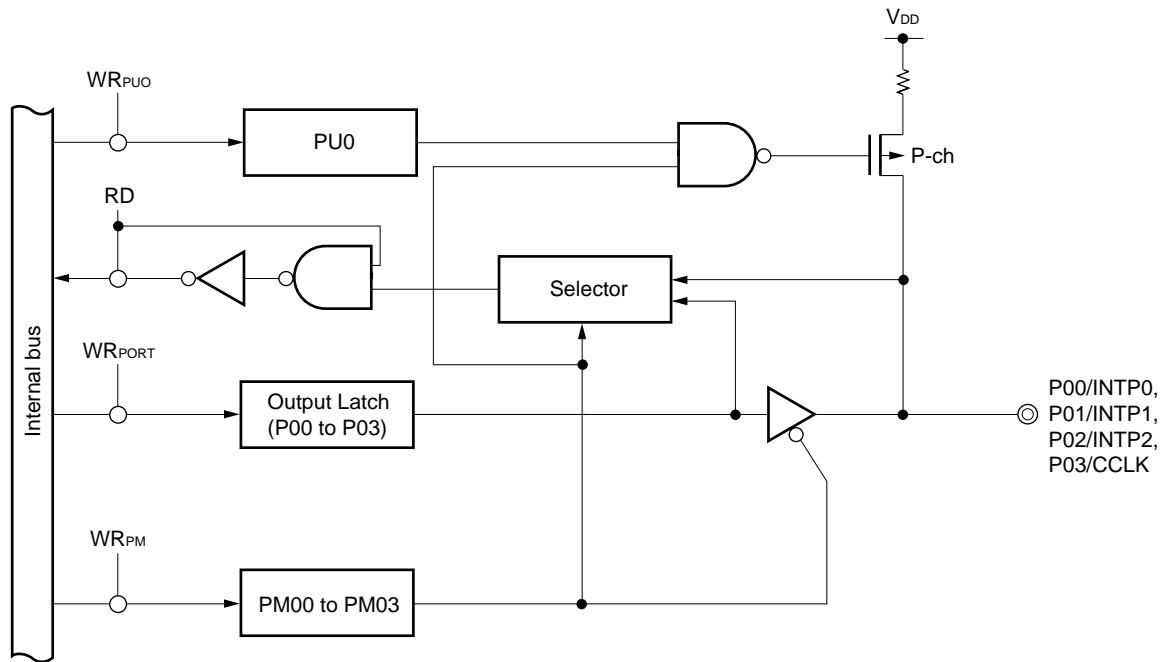 VDD
WRPUO
PU0
P-ch
RD
Selector
Internal bus
WRPORT
Output Latch
(P00 to P03)
P00/INTP0,
P01/INTP1,
P02/INTP2,
P03/CCLK
WRPM
PM00 to PM03